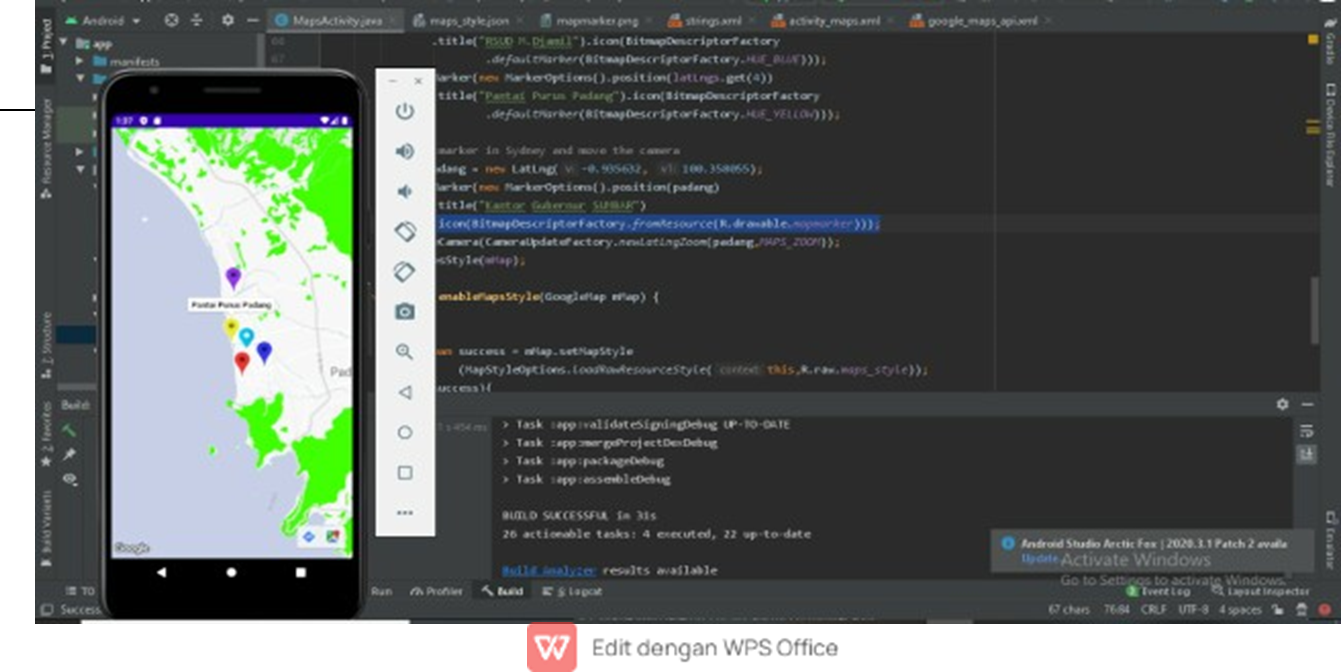 Android
MapsActivity.java
maps_style.json
mapmarker.png
strings.xml
activity_maps.xml
google_maps_api.xml
1: Project
Resource Manager
Z: Structure
2: Favorites
Build Variants
Gradle
Device File Explorer
Emulator
app
manifests
66
67
.title("RSUD M.Djamil").icon(BitmapDescriptorFactory
.defaultMarker(BitmapDescriptorFactory.HUE_BLUE)));
Marker(new MarkerOptions().position(latLngs.get(4))
title("Pantai Purus Padang").icon(BitmapDescriptorFactory
.defaultMarker(BitmapDescriptorFactory.HUE_YELLOW)));
marker in Sydney and move the camera
dang = new LatLng( v: -0.935632, v1: 100.358055);
Marker(new MarkerOptions().position(padang)
title("Kantor Gubernur SUMBAR")
icon(BitmapDescriptorFactory.fromResource(R.drawable.mapmarker)));
Camera(CameraUpdateFactory.newLatLngZoom(padang,MAPS_ZOOM));
sStyle(mMap);
enableMapsStyle(GoogleMap mMap) {
an success = mMap.setMapStyle
(MapStyleOptions.loadRawResourceStyle( context: this,R.raw.maps_style));
uccess){
1:37
Pantai Purus Padang
Pad
Google
Build:
1 s 454 ms
> Task :app:validateSigningDebug UP-TO-DATE
> Task :app:mergeProjectDexDebug
> Task :app:packageDebug
> Task :app:assembleDebug
BUILD SUCCESSFUL in 31s
26 actionable tasks: 4 executed, 22 up-to-date
Build Analyzer results available
Android Studio Arctic Fox | 2020.3.1 Patch 2 availa
Update...
Activate Windows
Go to Settings to activate Windows.
TO
Run
Profiler
Build
6: Logcat
Event Log
Layout Inspector
Success
67 chars
76:84
CRLF
UTF-8
4 spaces
Edit dengan WPS Office